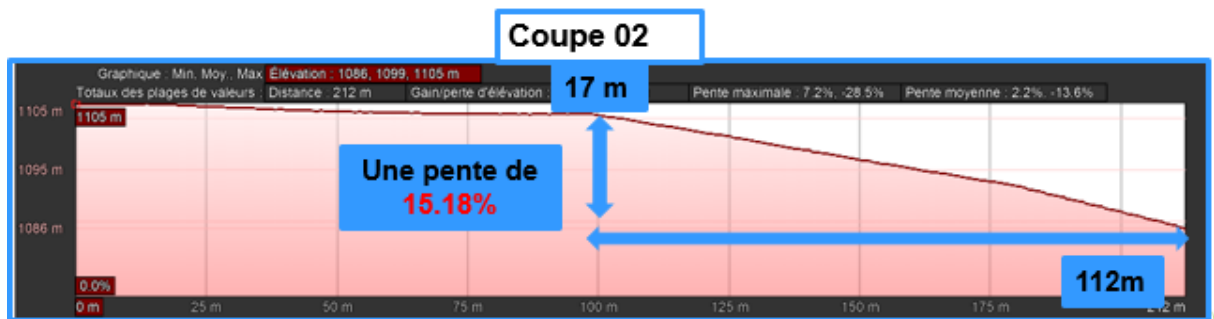 Coupe 02
Graphique : Min, Moy., Max Élévation : 1086, 1099, 1105 m
17 m
Totaux des plages de valeurs : Distance : 212 m Gain/perte d'élévation : Pente maximale : 7.2%, -28.5% Pente moyenne : 2.2%, -13.6%
1105 m
1105 m
Une pente de
15.18%
1095 m
1086 m
112m
0.0%
0 m 25 m 50 m 75 m 100 m 125 m 150 m 175 m 212 m